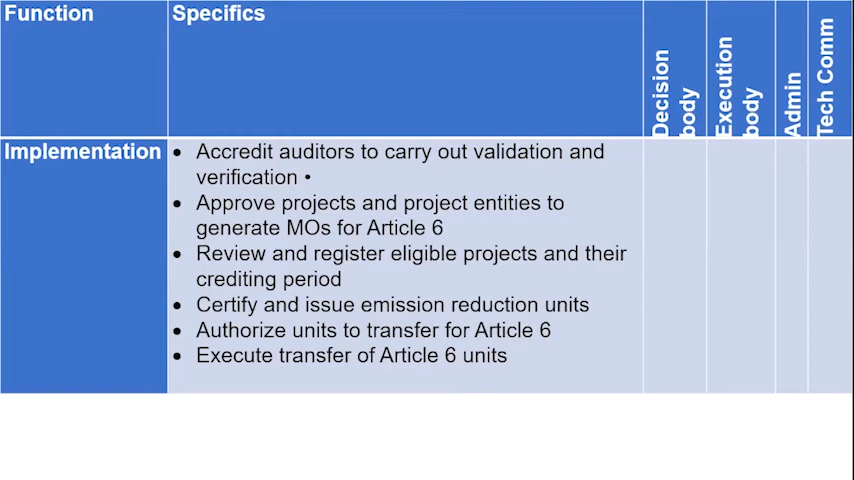 Function
Specifics
Decision
body
Execution
body
Admin
Tech Comm
Implementation
• Accredit auditors to carry out validation and
verification •
• Approve projects and project entities to
generate MOs for Article 6
• Review and register eligible projects and their
crediting period
• Certify and issue emission reduction units
• Authorize units to transfer for Article 6
• Execute transfer of Article 6 units